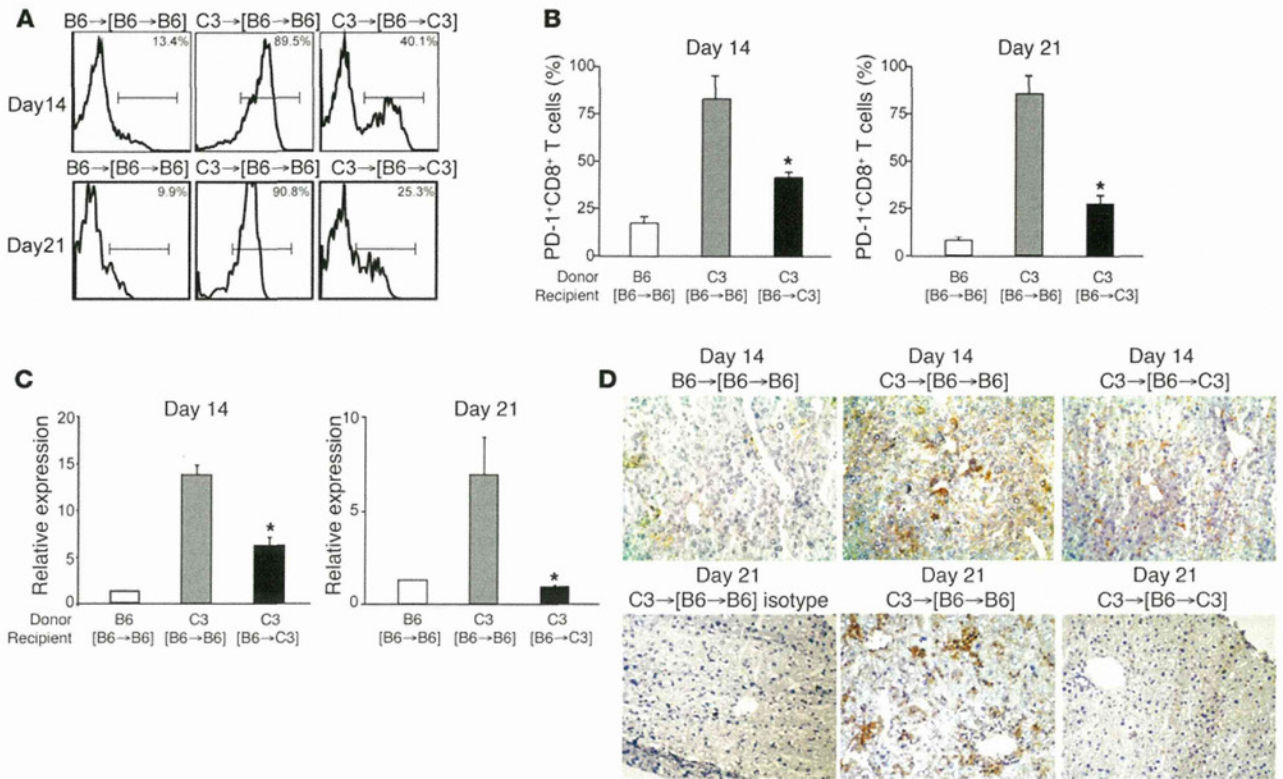 A
B6→[B6→B6] C3→[B6→B6] C3→[B6→C3]
Day14
13.4% 89.5% 40.1%
B6→[B6→B6] C3→[B6→B6] C3→[B6→C3]
Day21
9.9% 90.8% 25.3%
B
Day 14
PD-1+CD8+ T cells (%)
100
75
50
25
0
*
Donor B6 C3 C3
Recipient [B6→B6] [B6→B6] [B6→C3]
Day 21
PD-1+CD8+ T cells (%)
100
75
50
25
0
*
B6 C3 C3
[B6→B6] [B6→B6] [B6→C3]
C
Day 14
Relative expression
20
15
10
5
0
*
Donor B6 C3 C3
Recipient [B6→B6] [B6→B6] [B6→C3]
Day 21
Relative expression
10
5
0
*
B6 C3 C3
[B6→B6] [B6→B6] [B6→C3]
D
Day 14 Day 14 Day 14
B6→[B6→B6] C3→[B6→B6] C3→[B6→C3]
Day 21 Day 21 Day 21
C3→[B6→B6] isotype C3→[B6→B6] C3→[B6→C3]